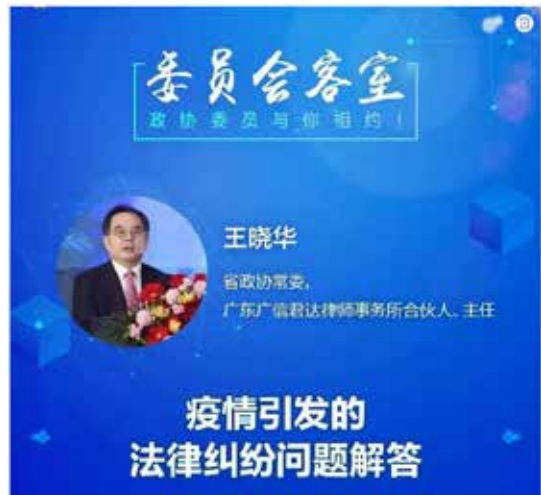 委员会客室
政协委员与你相约！
王晓华
省政协常委，
广东广信君达律师事务所合伙人、主任
疫情引发的
法律纠纷问题解答